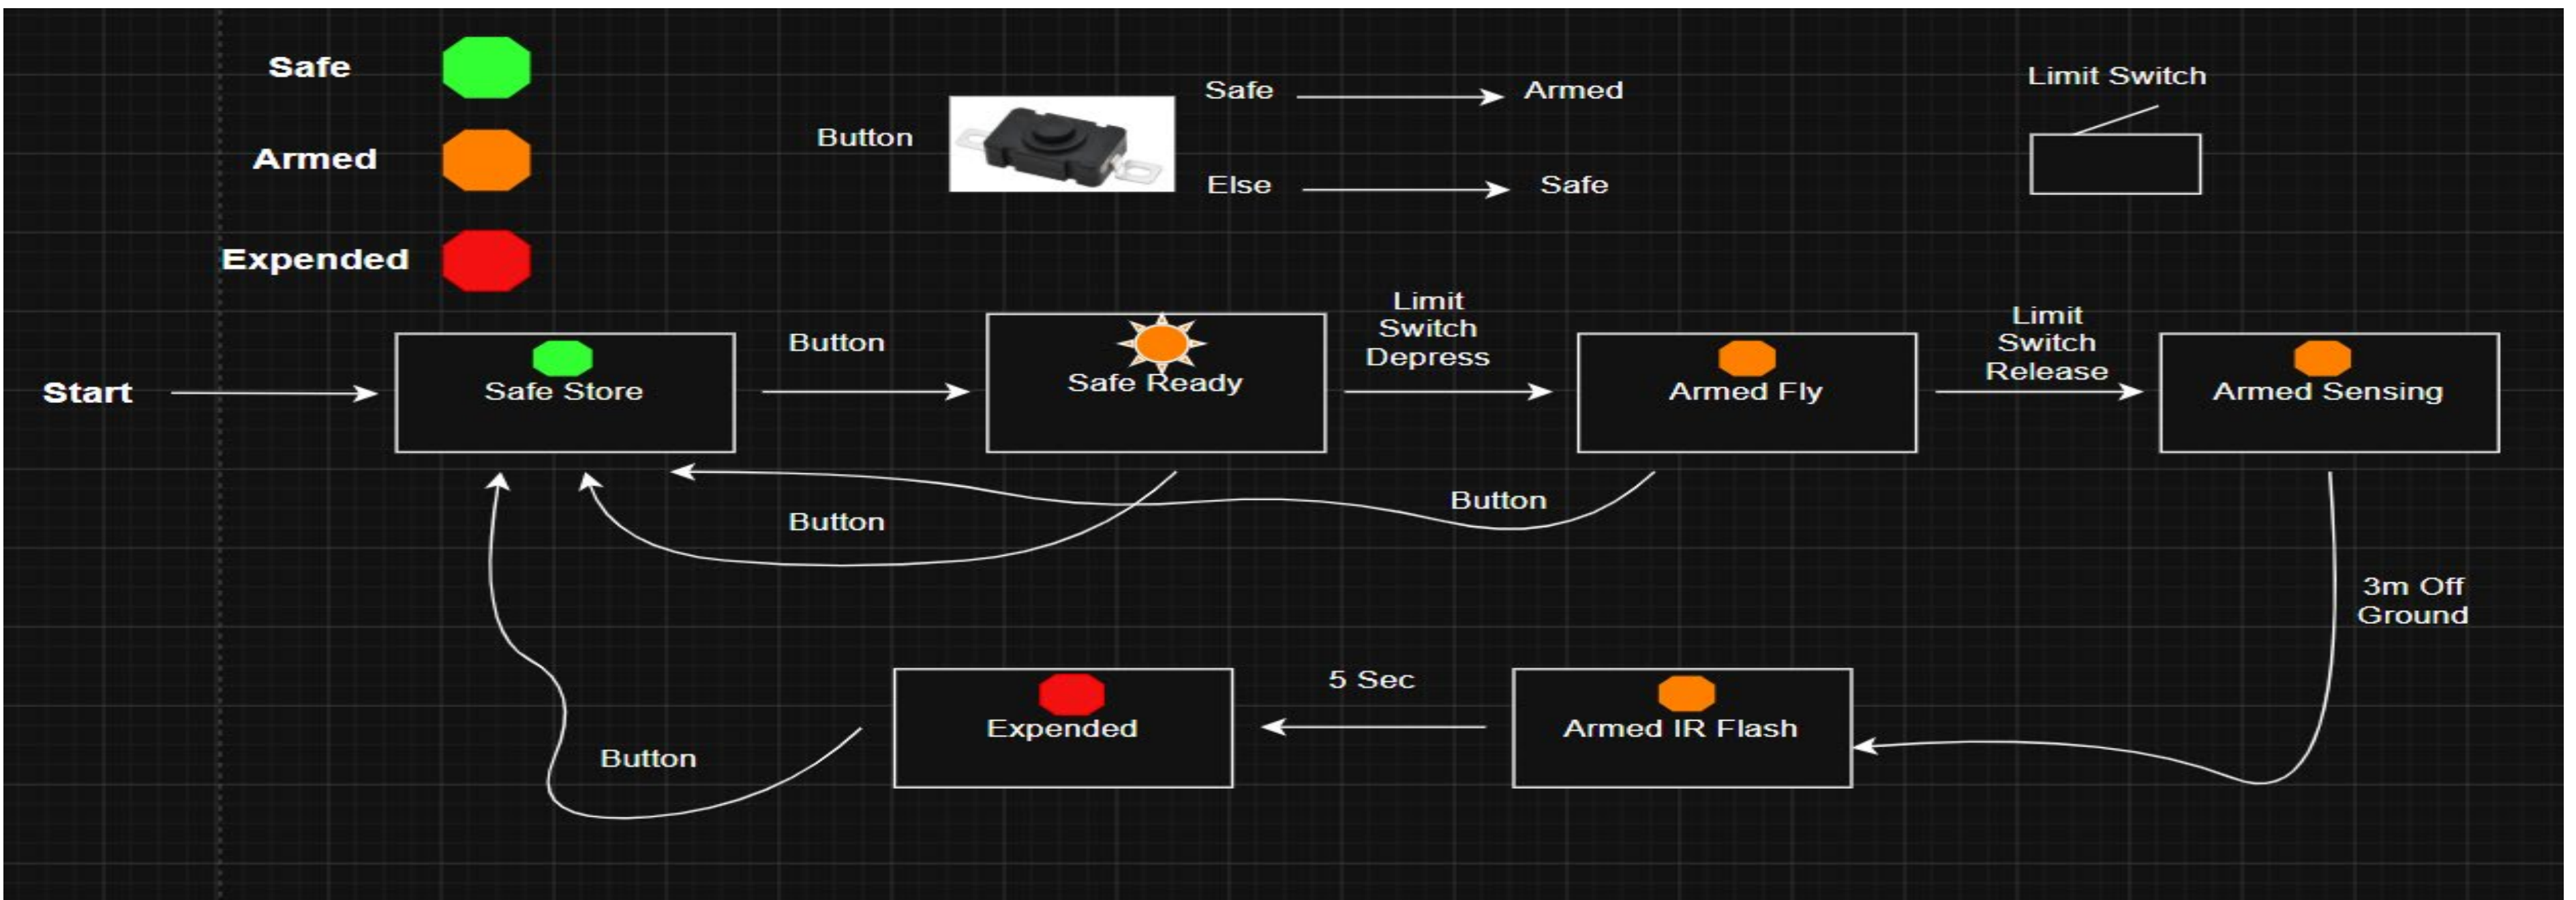 Safe
Armed
Expended
Button
Safe
Armed
Else
Safe
Limit Switch
Start
Safe Store
Button
Safe Ready
Limit
Switch
Depress
Armed Fly
Limit
Switch
Release
Armed Sensing
Button
Button
3m Off
Ground
Armed IR Flash
5 Sec
Expended
Button